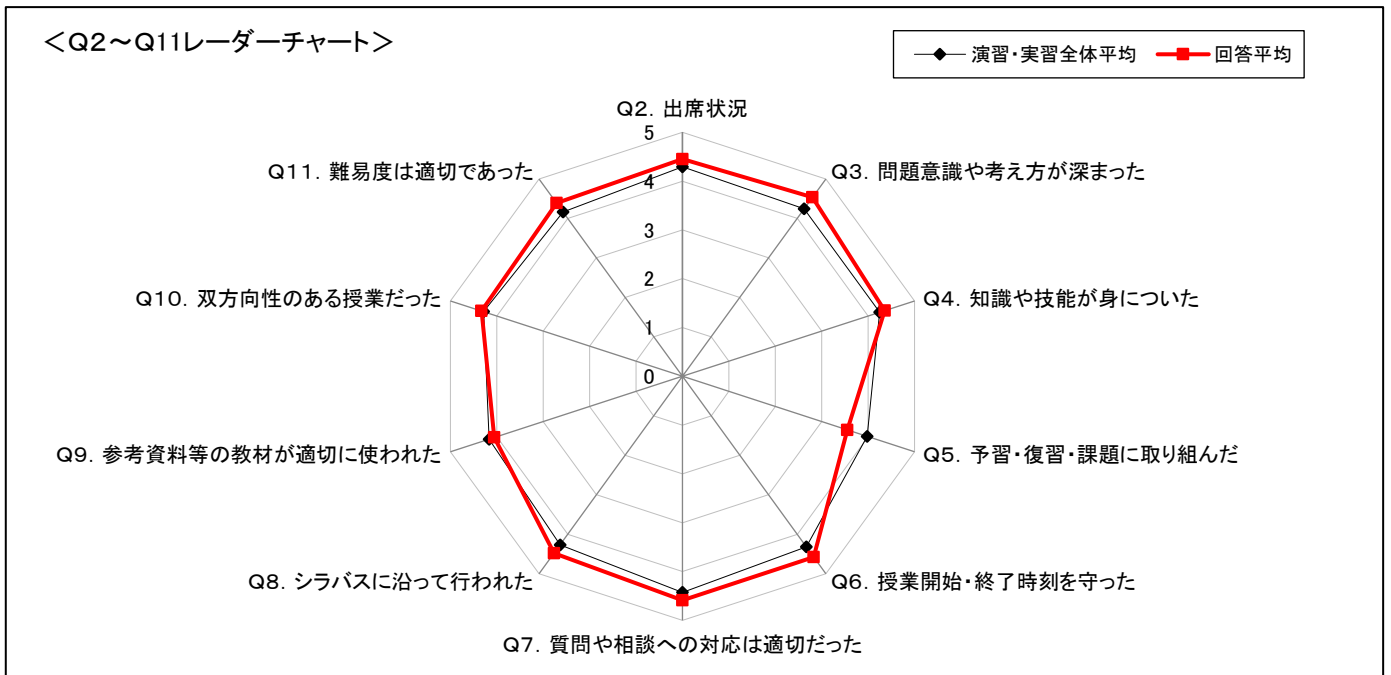 ＜Q2～Q11レーダーチャート＞
演習・実習全体平均
回答平均
Q2. 出席状況
Q3. 問題意識や考え方が深まった
Q4. 知識や技能が身についた
Q5. 予習・復習・課題に取り組んだ
Q6. 授業開始・終了時刻を守った
Q7. 質問や相談への対応は適切だった
Q8. シラバスに沿って行われた
Q9. 参考資料等の教材が適切に使われた
Q10. 双方向性のある授業だった
Q11. 難易度は適切であった
5
4
3
2
1
0